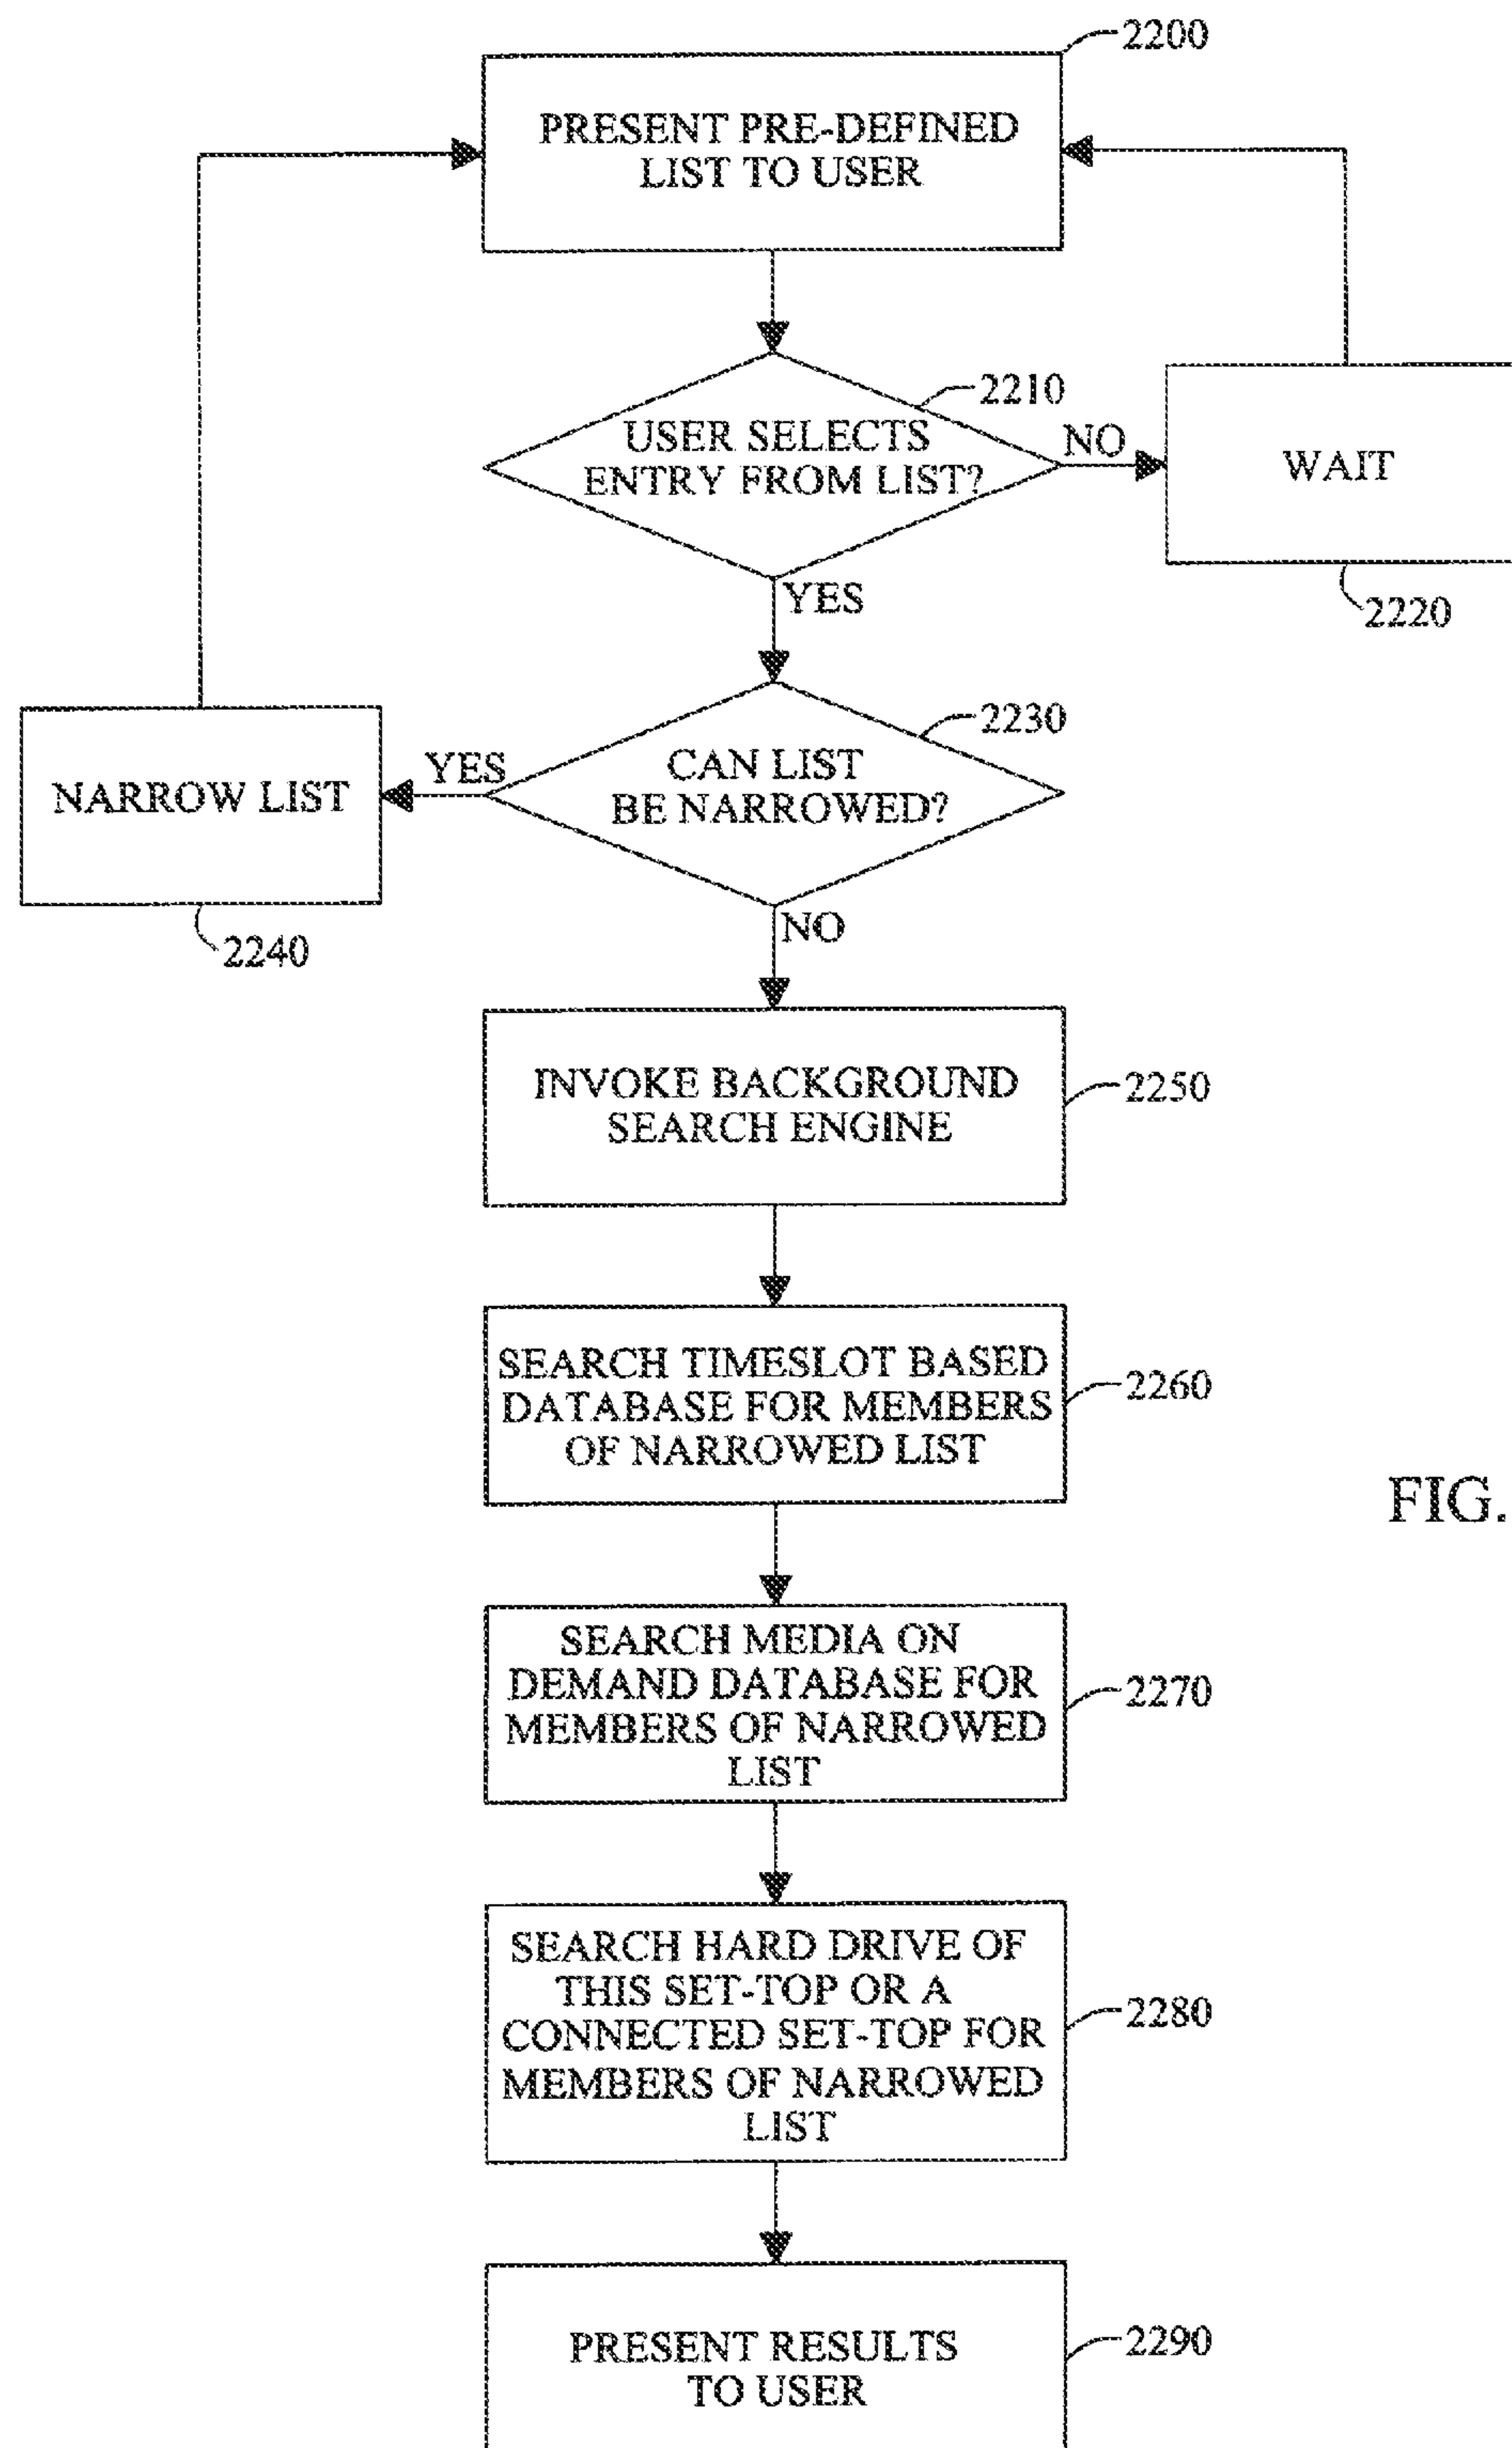 2200
PRESENT PRE-DEFINED
LIST TO USER
2210
USER SELECTS
ENTRY FROM LIST?
NO
WAIT
2220
YES
2230
CAN LIST
BE NARROWED?
YES
NARROW LIST
2240
NO
INVOKE BACKGROUND
SEARCH ENGINE
2250
SEARCH TIMESLOT BASED
DATABASE FOR MEMBERS
OF NARROWED LIST
2260
FIG.
SEARCH MEDIA ON
DEMAND DATABASE FOR
MEMBERS OF NARROWED
LIST
2270
SEARCH HARD DRIVE OF
THIS SET-TOP OR A
CONNECTED SET-TOP FOR
MEMBERS OF NARROWED
LIST
2280
PRESENT RESULTS
TO USER
2290